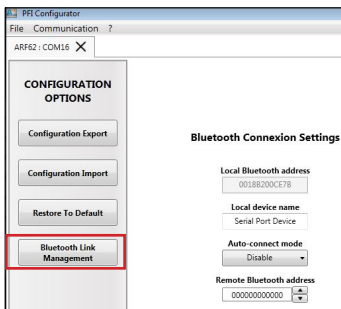 PFI Configurator
File Communication ?
ARF62 : COM16 X
CONFIGURATION
OPTIONS
Configuration Export
Configuration Import
Restore To Default
Bluetooth Link
Management
Bluetooth Connexion Settings
Local Bluetooth address
0018B200CE7B
Local device name
Serial Port Device
Auto-connect mode
Disable
Remote Bluetooth address
000000000000